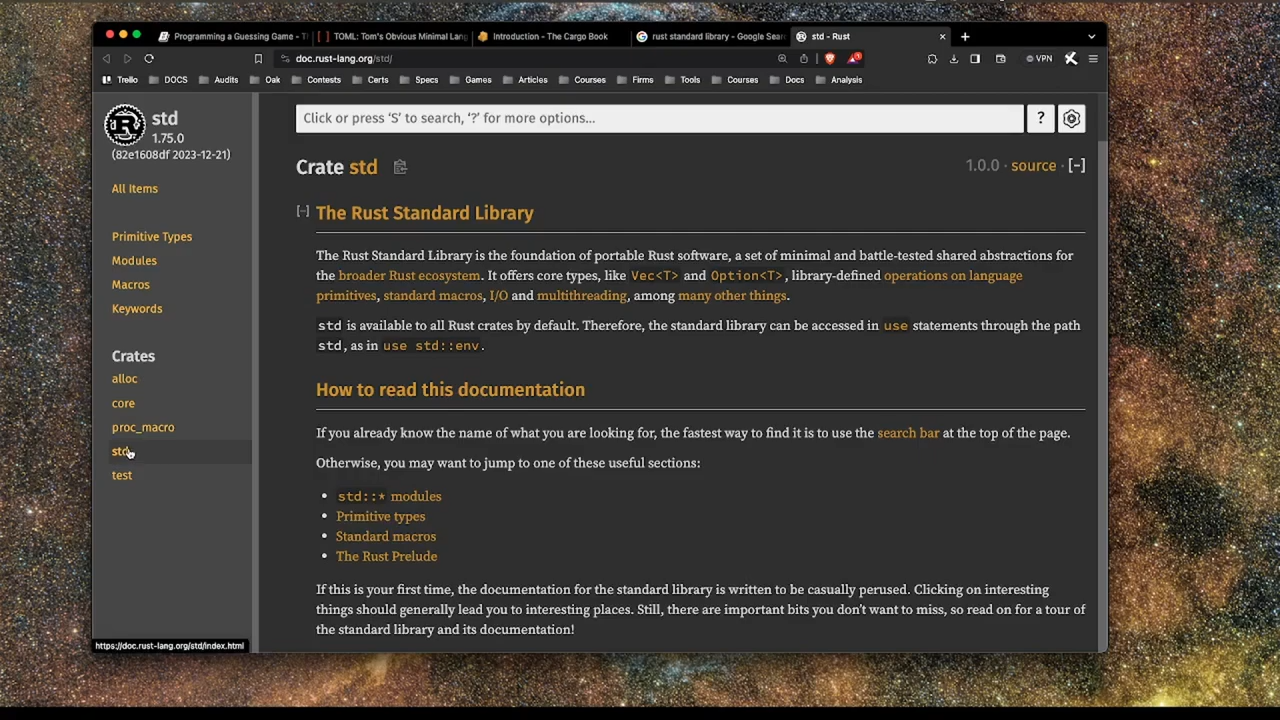 Programming a Guessing Game - T
TOML: Tom's Obvious Minimal Lan
Introduction - The Cargo Book
rust standard library - Google Sear
std - Rust
doc.rust-lang.org/std/
VPN
Trello
DOCS
Audits
Oak
Contests
Certs
Specs
Games
Articles
Courses
Firms
Tools
Courses
Docs
Analysis
std
1.75.0
(82e1608df 2023-12-21)
All Items
Primitive Types
Modules
Macros
Keywords
Crates
alloc
core
proc_macro
std
test
https://doc.rust-lang.org/std/index.html
Click or press ‘S’ to search, ‘?’ for more options…
?
Crate std
1.0.0 · source · [-]
[-] The Rust Standard Library
The Rust Standard Library is the foundation of portable Rust software, a set of minimal and battle-tested shared abstractions for
the broader Rust ecosystem. It offers core types, like Vec<T> and Option<T>, library-defined operations on language
primitives, standard macros, I/O and multithreading, among many other things.
std is available to all Rust crates by default. Therefore, the standard library can be accessed in use statements through the path
std, as in use std::env.
How to read this documentation
If you already know the name of what you are looking for, the fastest way to find it is to use the search bar at the top of the page.
Otherwise, you may want to jump to one of these useful sections:
• std::* modules
• Primitive types
• Standard macros
• The Rust Prelude
If this is your first time, the documentation for the standard library is written to be casually perused. Clicking on interesting
things should generally lead you to interesting places. Still, there are important bits you don’t want to miss, so read on for a tour of
the standard library and its documentation!